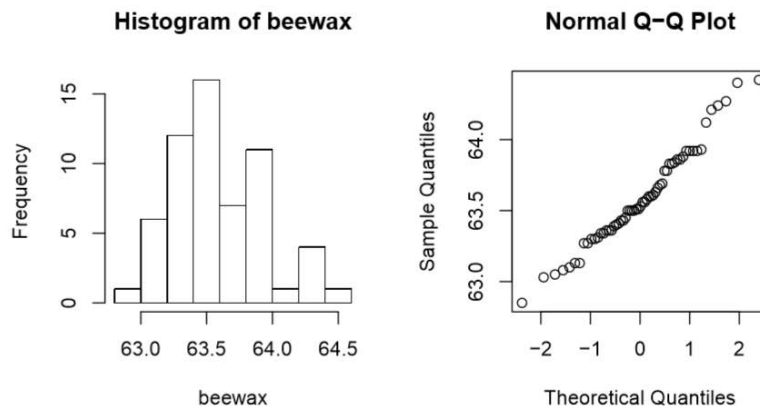 Histogram of beewax
Frequency
0
5
10
15
63.0
63.5
64.0
64.5
beewax
Normal Q−Q Plot
Sample Quantiles
63.0
63.5
64.0
−2
−1
0
1
2
Theoretical Quantiles